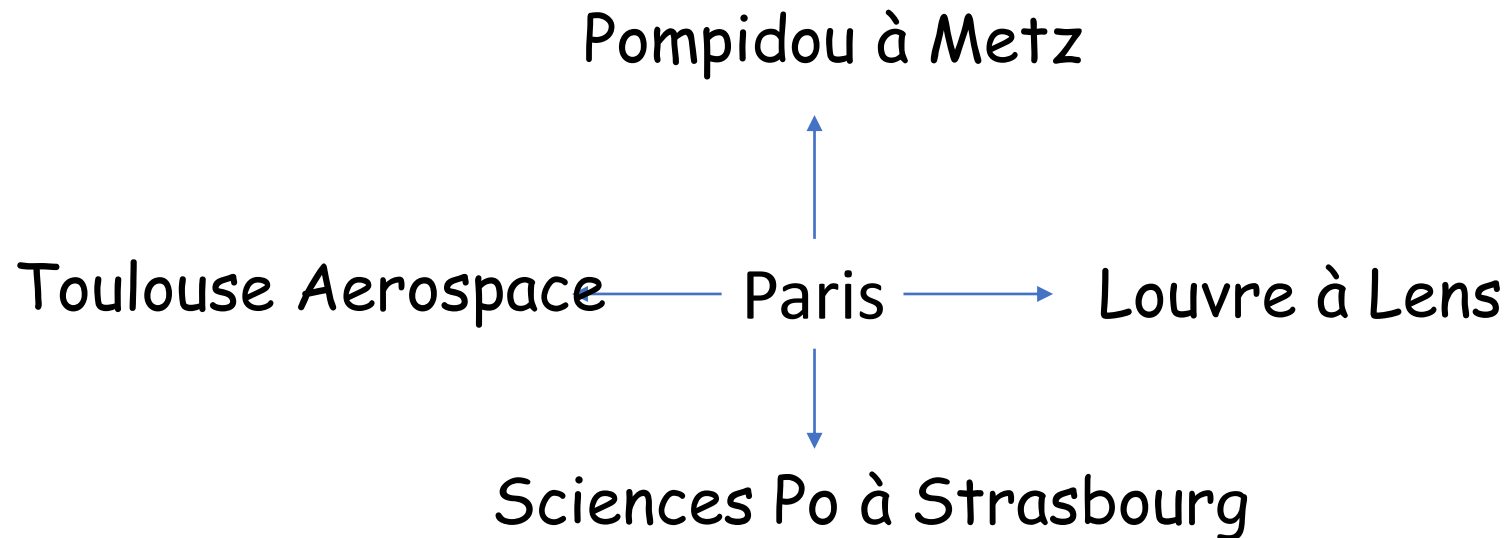 Pompidou à Metz
Toulouse Aerospace
Paris
Louvre à Lens
Sciences Po à Strasbourg